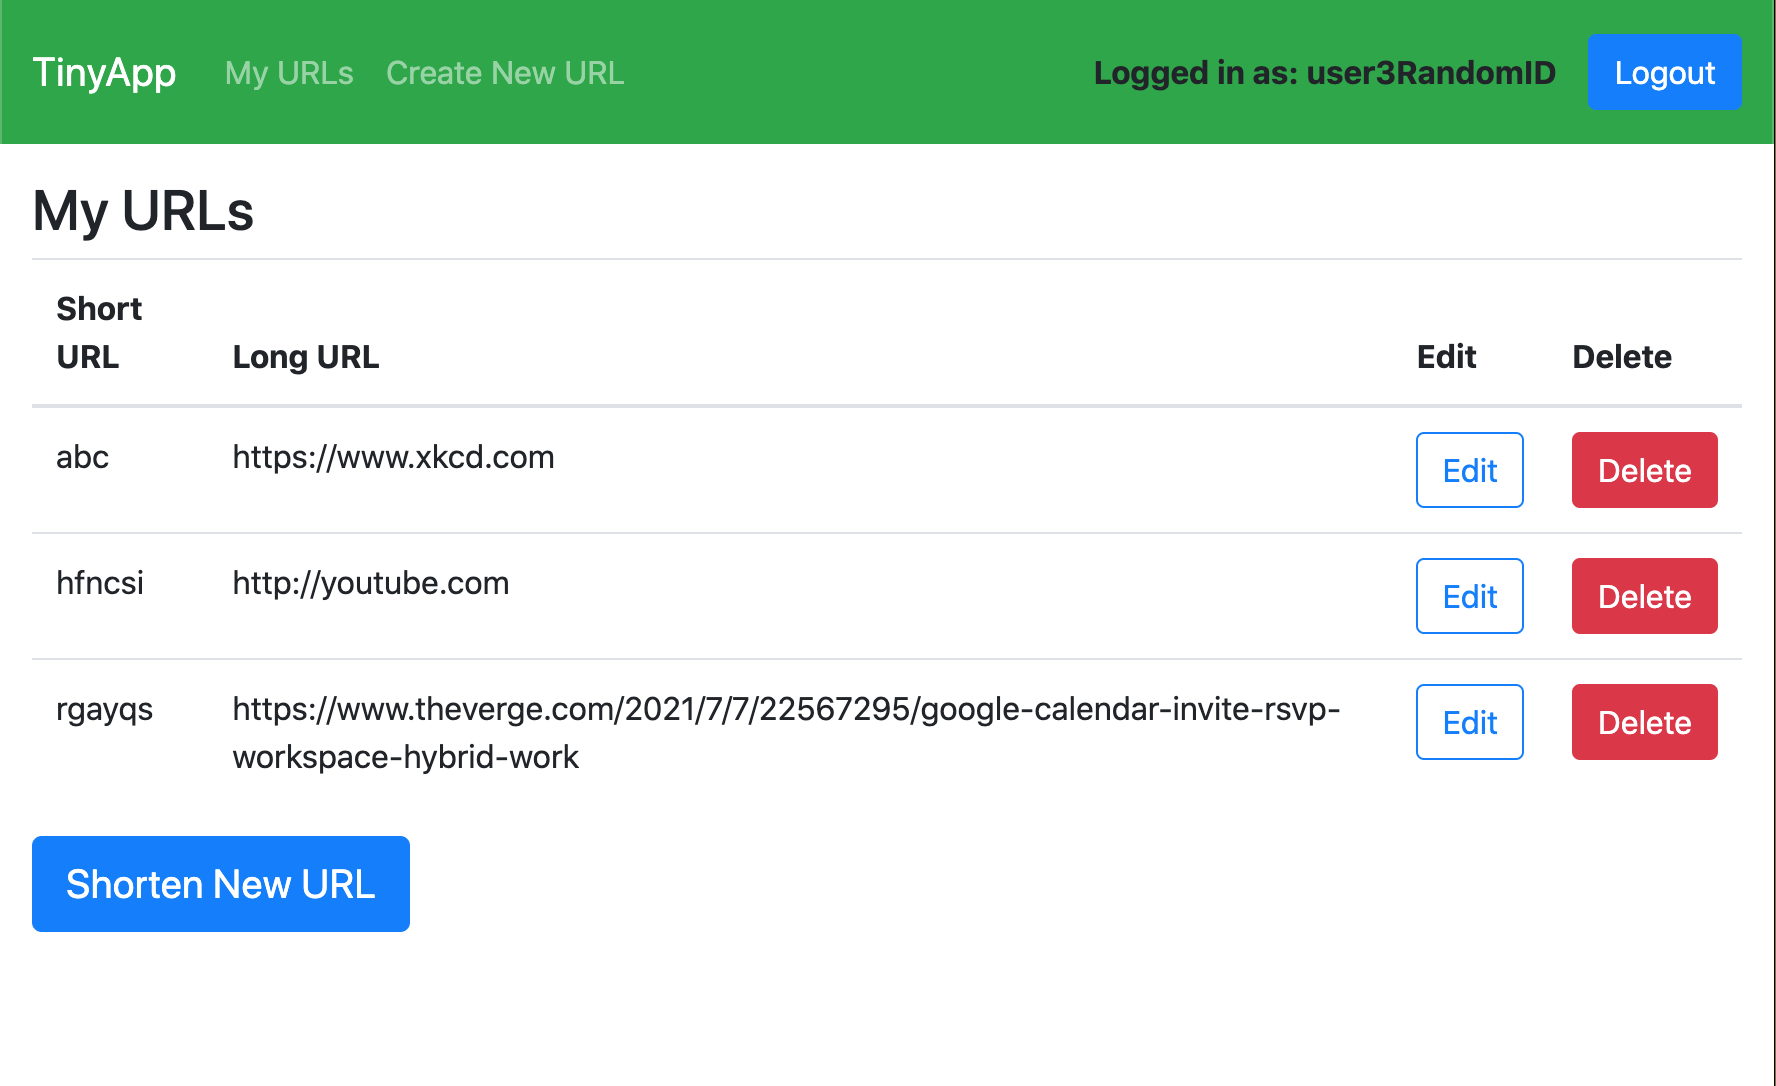 TinyApp My URLs Create New URL Logged in as: user3RandomID Logout
My URLs
Short
URL Long URL Edit Delete
abc https://www.xkcd.com Edit Delete
hfncsi http://youtube.com Edit Delete
rgayqs https://www.theverge.com/2021/7/7/22567295/google-calendar-invite-rsvp- Edit Delete
workspace-hybrid-work
Shorten New URL